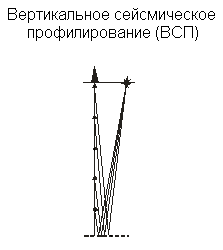 Вертикальное сейсмическое
профилирование (ВСП)